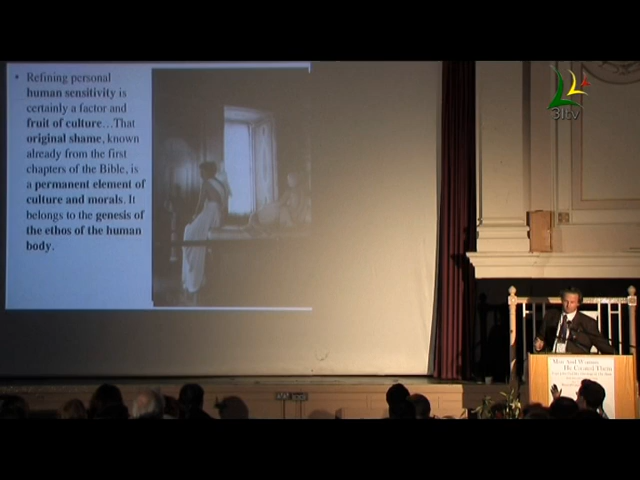 • Refining personal
human sensitivity is
certainly a factor and
fruit of culture…That
original shame, known
already from the first
chapters of the Bible, is
a permanent element of
culture and morals. It
belongs to the genesis of
the ethos of the human
body.
3ltv
Man And Woman
He Created Them